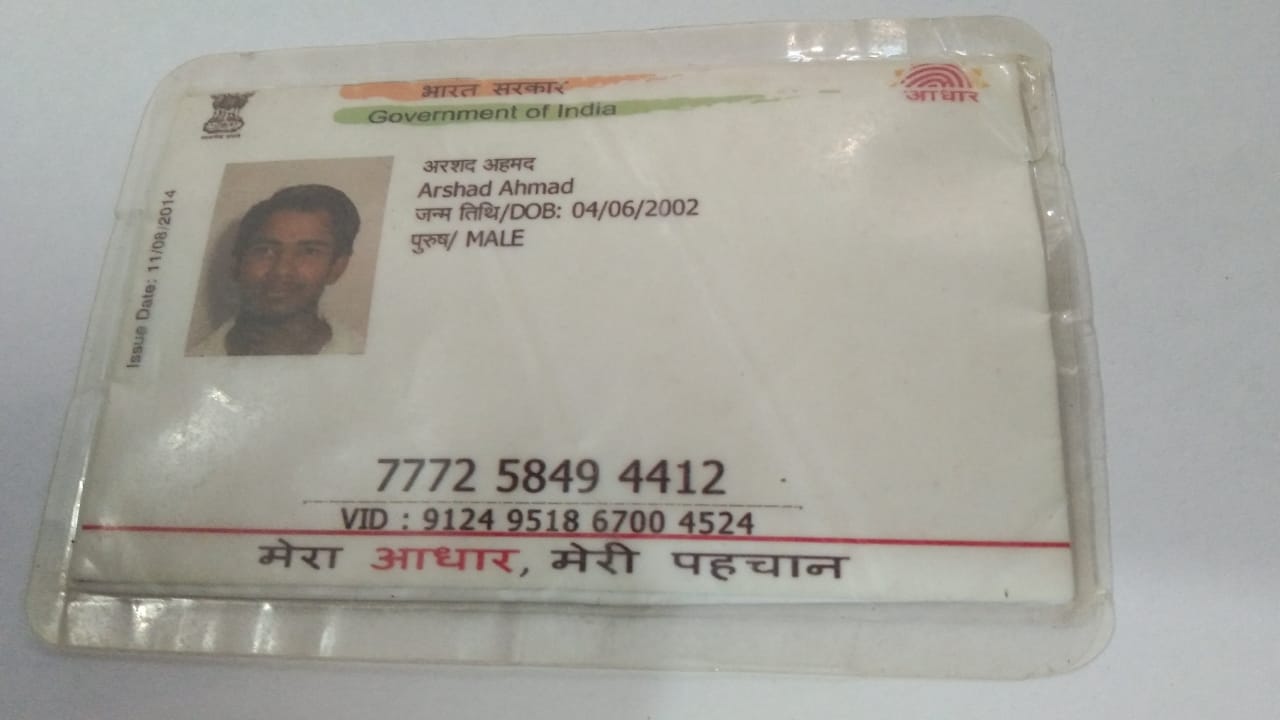 भारत सरकार
Government of India
आधार
अरशद अहमद
Arshad Ahmad
जन्म तिथि/DOB: 04/06/2002
पुरुष/ MALE
Issue Date: 11/08/2014
7772 5849 4412
VID : 9124 9518 6700 4524
मेरा आधार, मेरी पहचान